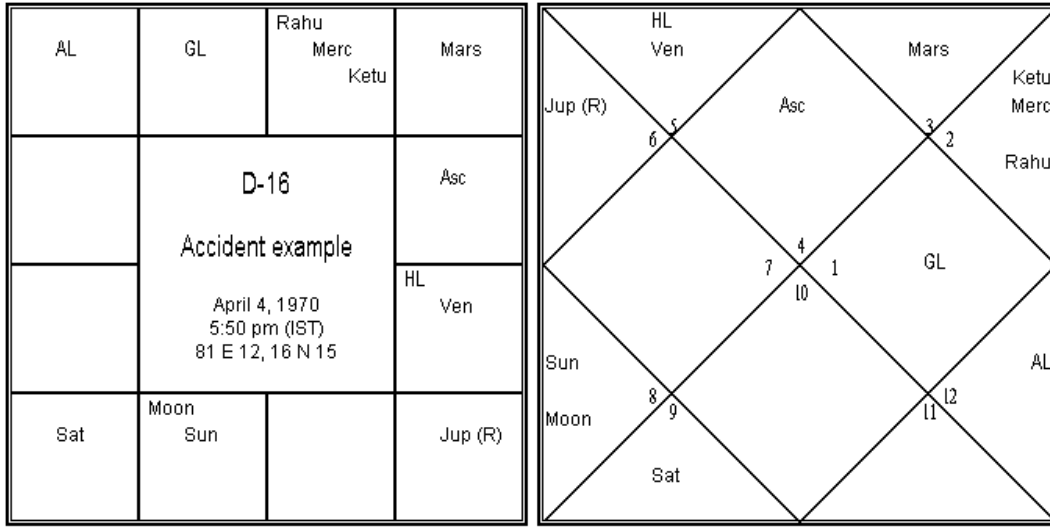 AL
GL
Rahu
Merc
Ketu
Mars
D-16
Accident example
April 4, 1970
5:50 pm (IST)
81 E 12, 16 N 15
Asc
HL
Ven
Sat
Moon
Sun
Jup (R)
HL
Ven
Mars
Ketu
Merc
Rahu
Jup (R)
Asc
5
6
3
2
4
7
1
10
GL
Sun
Moon
8
9
Sat
AL
12
11